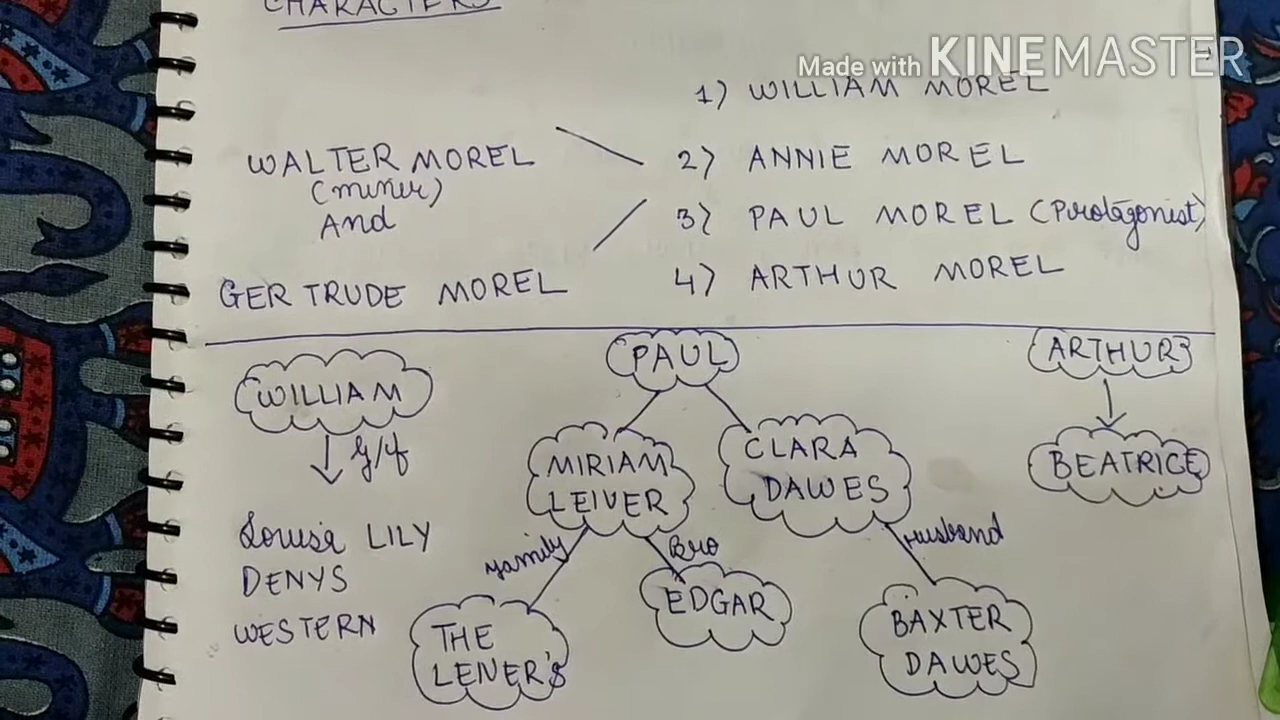 CHARACTERS
Made with KINEMASTER
1) WILLIAM MOREL
WALTER MOREL
(miner)
And
GERTRUDE MOREL
2) ANNIE MOREL
3) PAUL MOREL (Protagonist)
4) ARTHUR MOREL
WILLIAM
g/f
Louisa LILY
DENYS
WESTERN
PAUL
MIRIAM
LEIVER
family
THE
LEIVER'S
Bro
EDGAR
CLARA
DAWES
Husband
BAXTER
DAWES
ARTHUR
BEATRICE